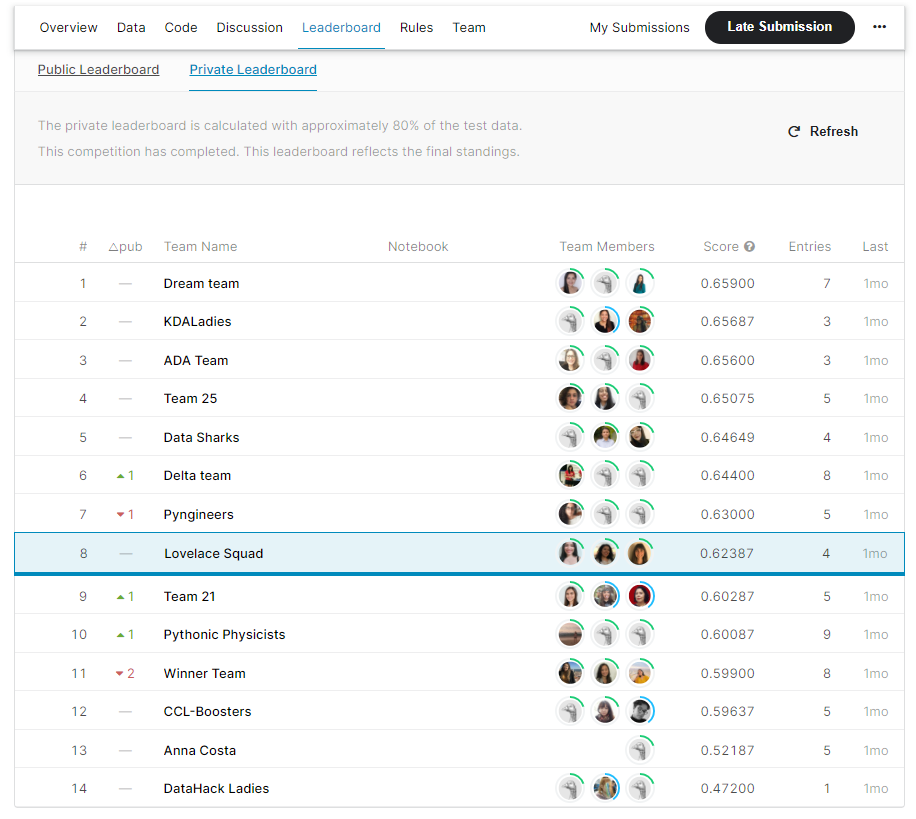 Overview Data Code Discussion Leaderboard Rules Team My Submissions Late Submission •••
Public Leaderboard Private Leaderboard
The private leaderboard is calculated with approximately 80% of the test data.
This competition has completed. This leaderboard reflects the final standings.
Refresh
# △pub Team Name Notebook Team Members Score ? Entries Last
1 — Dream team 0.65900 7 1mo
2 — KDALadies 0.65687 3 1mo
3 — ADA Team 0.65600 3 1mo
4 — Team 25 0.65075 5 1mo
5 — Data Sharks 0.64649 4 1mo
6 ▲1 Delta team 0.64400 8 1mo
7 ▼1 Pyngineers 0.63000 5 1mo
8 — Lovelace Squad 0.62387 4 1mo
9 ▲1 Team 21 0.60287 5 1mo
10 ▲1 Pythonic Physicists 0.60087 9 1mo
11 ▼2 Winner Team 0.59900 8 1mo
12 — CCL-Boosters 0.59637 5 1mo
13 — Anna Costa 0.52187 5 1mo
14 — DataHack Ladies 0.47200 1 1mo